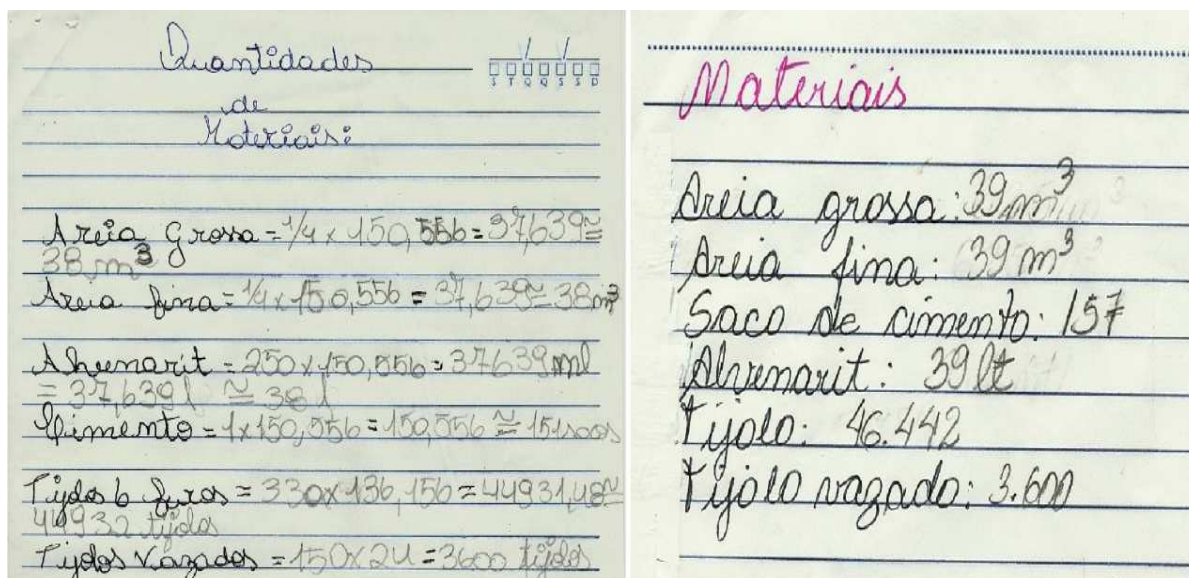 Quantidades
de
Materiais:
S T Q Q S S D
Areia Grossa = 1/4 x 150,556 = 37,639 ≅
38 m³
Areia fina = 1/4 x 150,556 = 37,639 ≅ 38 m³
Alvenarit = 250 x 150,556 = 37639 ml
= 37,639 l ≅ 38 l
Cimento = 1 x 150,556 = 150,556 ≅ 151 sacos
Tijolos 6 furos = 330 x 136,156 = 44931,48 ≅
44932 tijolos
Tijolos Vazados = 150 x 24 = 3600 tijolos
Materiais
Areia grossa: 39 m³
Areia fina: 39 m³
Saco de cimento: 157
Alvenarit: 39 lt
Tijolo: 46.442
Tijolo vazado: 3.600